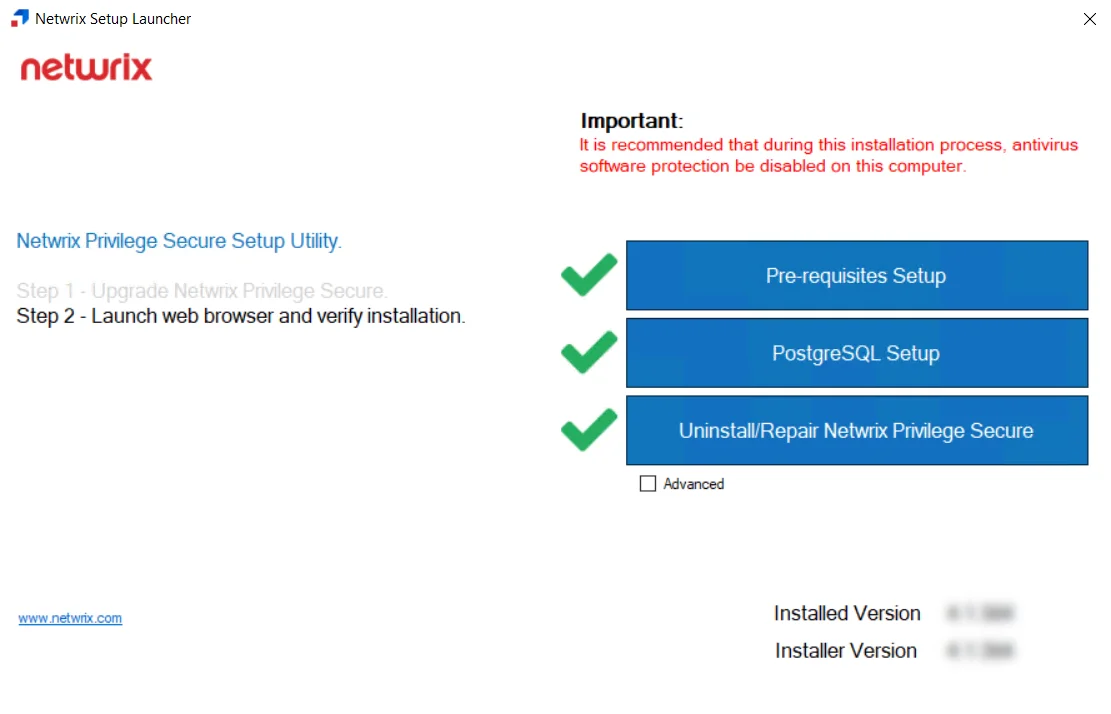 Netwrix Setup Launcher
netwrix
Important:
It is recommended that during this installation process, antivirus
software protection be disabled on this computer.
Netwrix Privilege Secure Setup Utility.
Step 1 - Upgrade Netwrix Privilege Secure.
Step 2 - Launch web browser and verify installation.
Pre-requisites Setup
PostgreSQL Setup
Uninstall/Repair Netwrix Privilege Secure
Advanced
www.netwrix.com
Installed Version
Installer Version